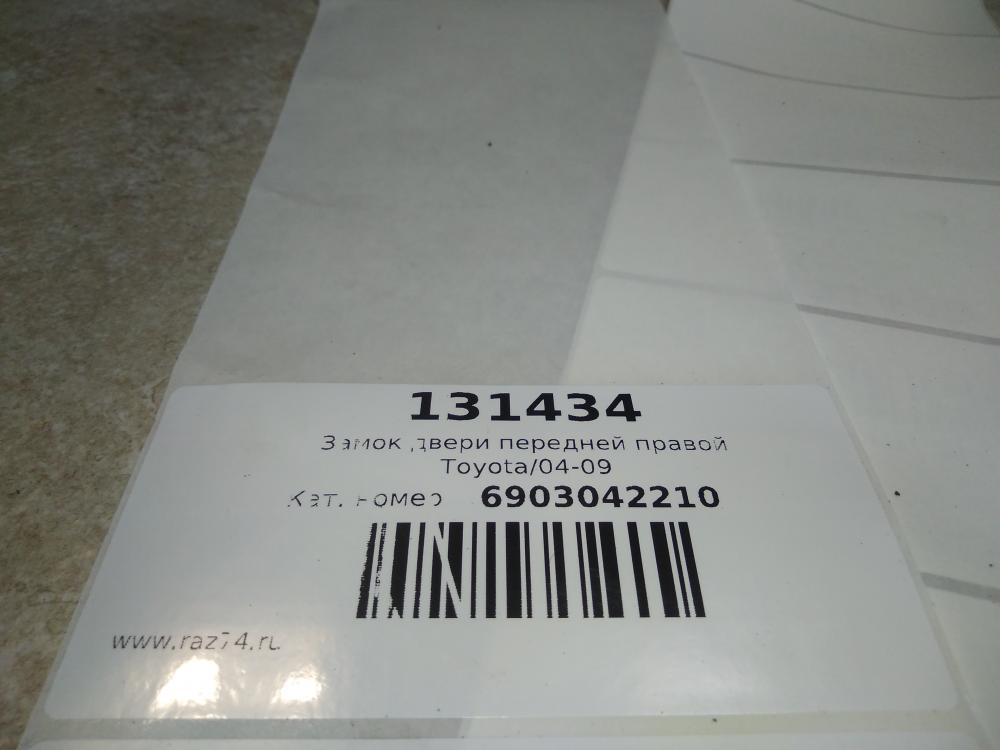 131434
Замок двери передней правой
Toyota/04-09
Кат. номер 6903042210
www.raz74.ru